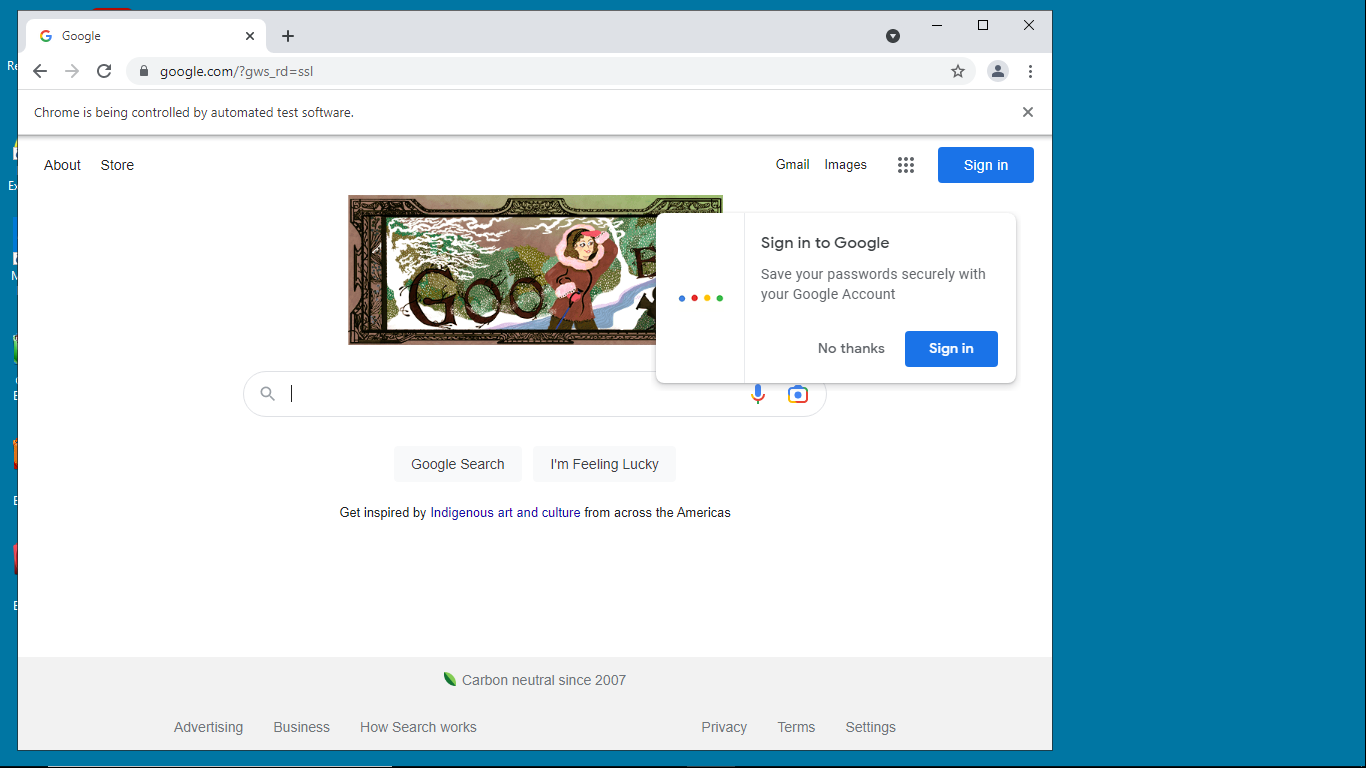 Google
google.com/?gws_rd=ssl
Chrome is being controlled by automated test software.
About Store Gmail Images Sign in
Goo
Sign in to Google
Save your passwords securely with
your Google Account
No thanks Sign in
Google Search I'm Feeling Lucky
Get inspired by Indigenous art and culture from across the Americas
Carbon neutral since 2007
Advertising Business How Search works Privacy Terms Settings